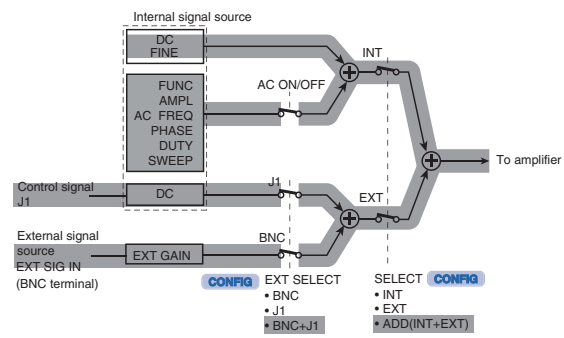 Internal signal source
DC
FINE
INT
FUNC
AMPL
AC FREQ
PHASE
DUTY
SWEEP
AC ON/OFF
To amplifier
Control signal
J1
DC
J1
EXT
External signal
source
EXT SIG IN
(BNC terminal)
EXT GAIN
BNC
CONFIG EXT SELECT
• BNC
• J1
• BNC+J1
SELECT CONFIG
• INT
• EXT
• ADD(INT+EXT)